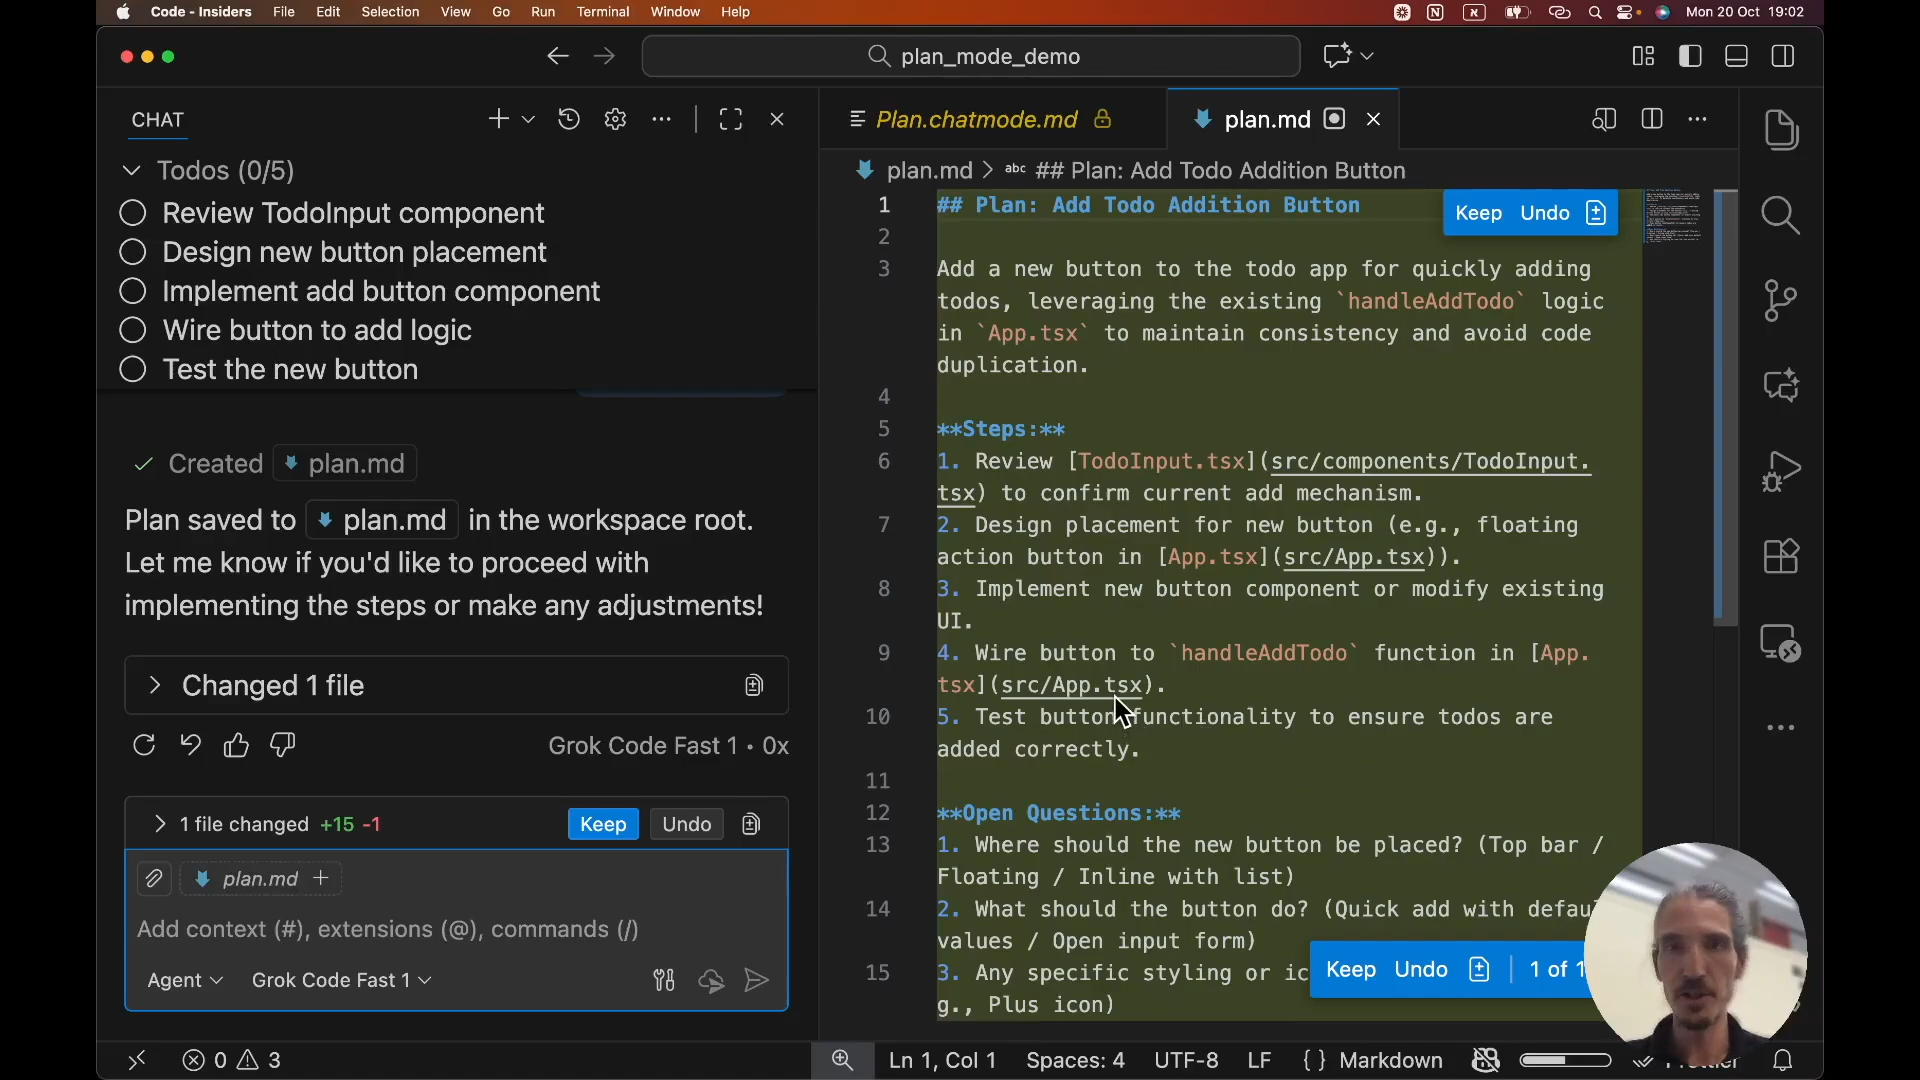 Code - Insiders File Edit Selection View Go Run Terminal Window Help Mon 20 Oct 19:02
plan_mode_demo
CHAT
Todos (0/5)
Review TodoInput component
Design new button placement
Implement add button component
Wire button to add logic
Test the new button
Created plan.md
Plan saved to plan.md in the workspace root.
Let me know if you'd like to proceed with
implementing the steps or make any adjustments!
Changed 1 file
Grok Code Fast 1 • 0x
1 file changed +15 -1 Keep Undo
plan.md +
Add context (#), extensions (@), commands (/)
Agent Grok Code Fast 1
Plan.chatmode.md plan.md
plan.md > abc ## Plan: Add Todo Addition Button
Keep Undo
1 ## Plan: Add Todo Addition Button
2
3 Add a new button to the todo app for quickly adding
todos, leveraging the existing `handleAddTodo` logic
in `App.tsx` to maintain consistency and avoid code
duplication.
4
5 **Steps:**
6 1. Review [TodoInput.tsx](src/components/TodoInput.
tsx) to confirm current add mechanism.
7 2. Design placement for new button (e.g., floating
action button in [App.tsx](src/App.tsx)).
8 3. Implement new button component or modify existing
UI.
9 4. Wire button to `handleAddTodo` function in [App.
tsx](src/App.tsx).
10 5. Test button functionality to ensure todos are
added correctly.
11
12 **Open Questions:**
13 1. Where should the new button be placed? (Top bar /
Floating / Inline with list)
14 2. What should the button do? (Quick add with defau
values / Open input form)
15 3. Any specific styling or ic
g., Plus icon)
Keep Undo 1 of 1
0 3 Ln 1, Col 1 Spaces: 4 UTF-8 LF { } Markdown